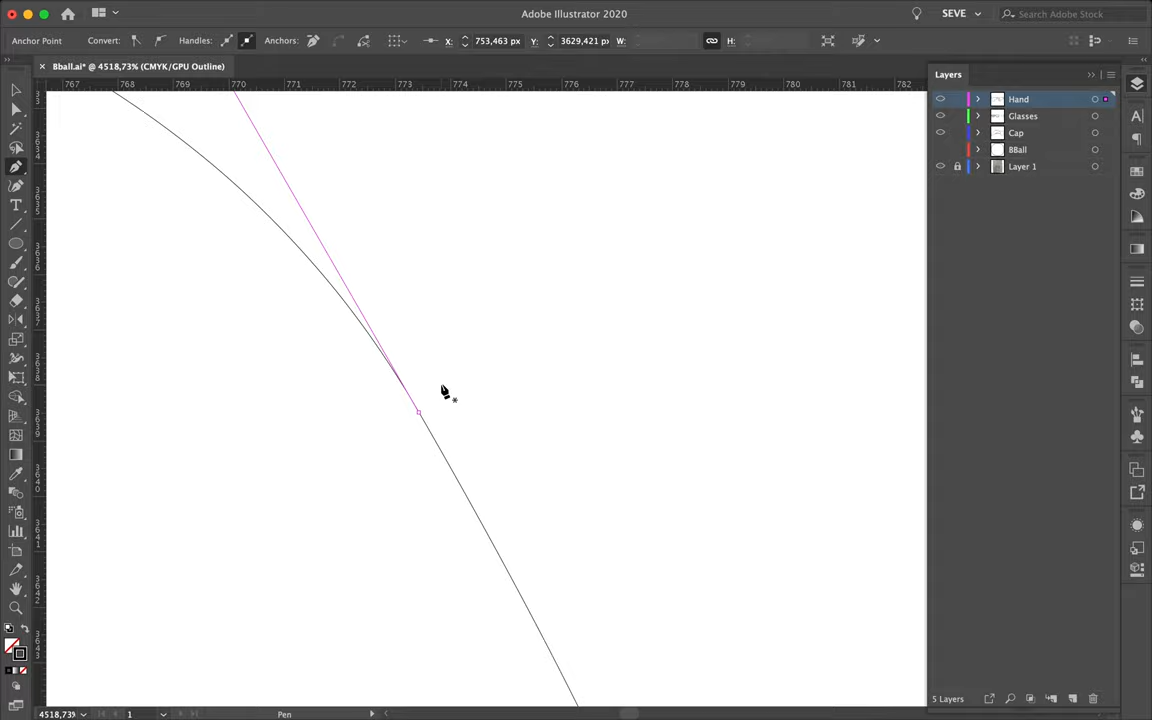 Adobe Illustrator 2020
SEVE
Search Adobe Stock
Anchor Point
Convert:
Handles:
Anchors:
X:
753,463 px
Y:
3629,421 px
W:
H:
Bball.ai* @ 4518,73% (CMYK/GPU Outline)
767 768 769 770 771 772 773 774 775 776 777 778 779 780 781 782
Layers
Hand
Glasses
Cap
BBall
Layer 1
5 Layers
4518,73%
1
Pen